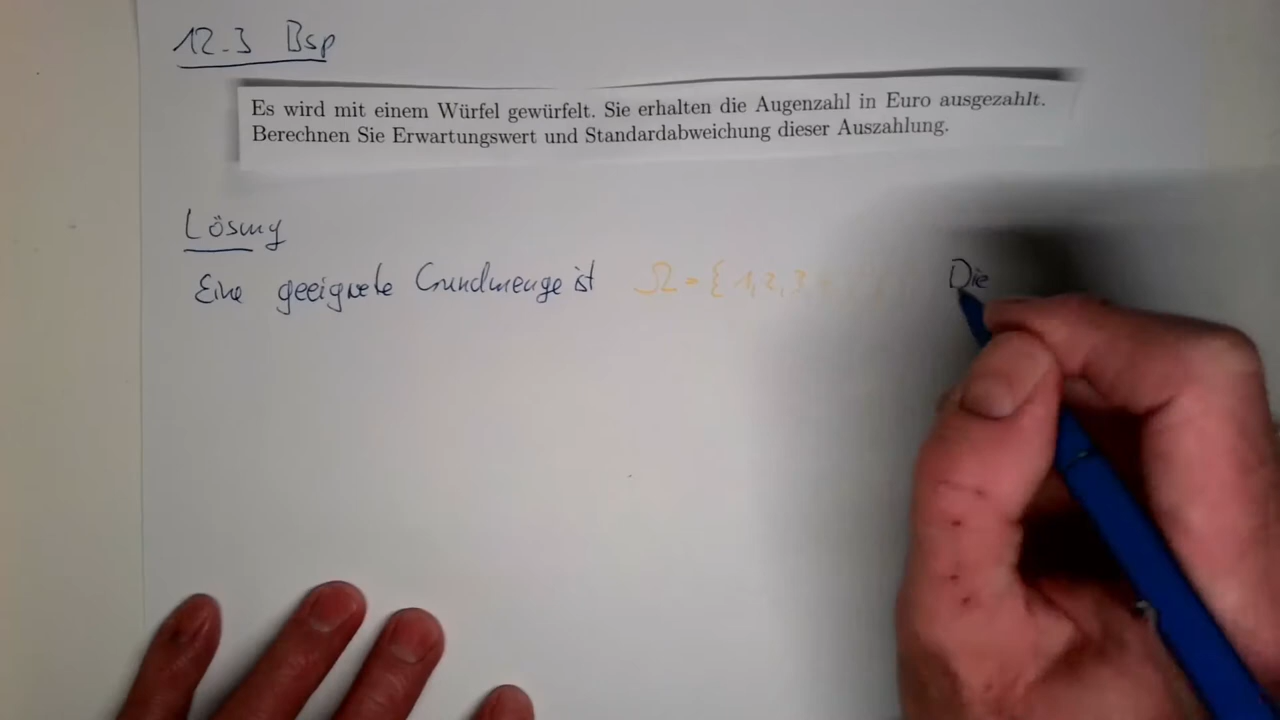 12.3 Bsp
Es wird mit einem Würfel gewürfelt. Sie erhalten die Augenzahl in Euro ausgezahlt.
Berechnen Sie Erwartungswert und Standardabweichung dieser Auszahlung.
Lösung
Eine geeignete Grundmenge ist Ω = { 1, 2, 3 Die